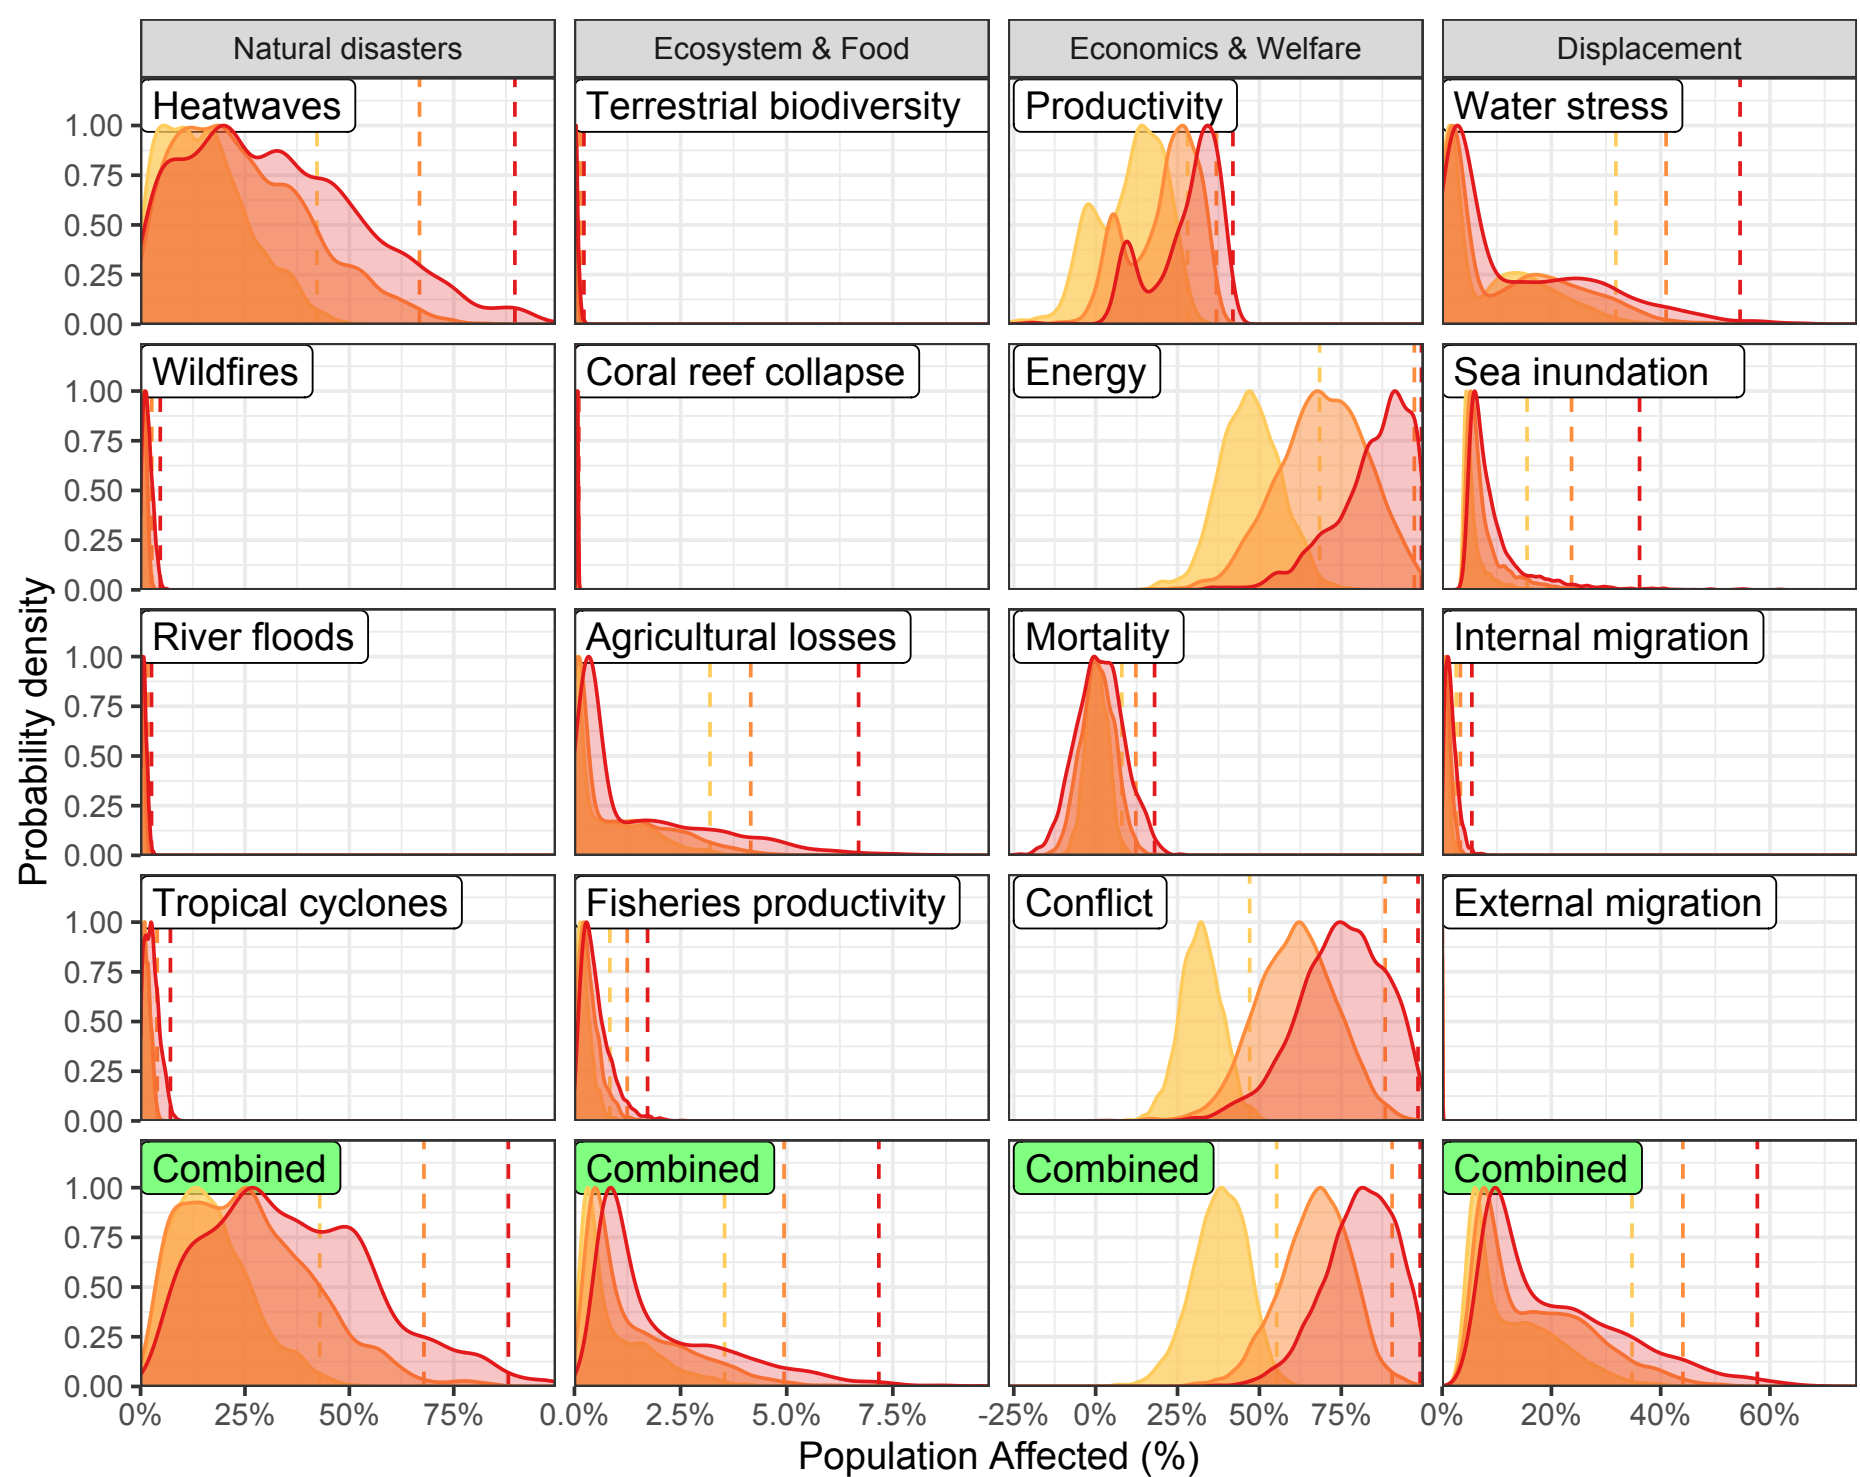 Natural disasters
Ecosystem & Food
Economics & Welfare
Displacement
Heatwaves
Terrestrial biodiversity
Productivity
Water stress
1.00
0.75
0.50
0.25
0.00
Wildfires
Coral reef collapse
Energy
Sea inundation
1.00
0.75
0.50
0.25
0.00
River floods
Agricultural losses
Mortality
Internal migration
1.00
0.75
0.50
0.25
0.00
Tropical cyclones
Fisheries productivity
Conflict
External migration
1.00
0.75
0.50
0.25
0.00
Combined
Combined
Combined
Combined
1.00
0.75
0.50
0.25
0.00
Probability density
0% 25% 50% 75% 0.0.0% 2.5% 5.0% 7.5% -25% 0% 25% 50% 75% 0% 20% 40% 60%
Population Affected (%)